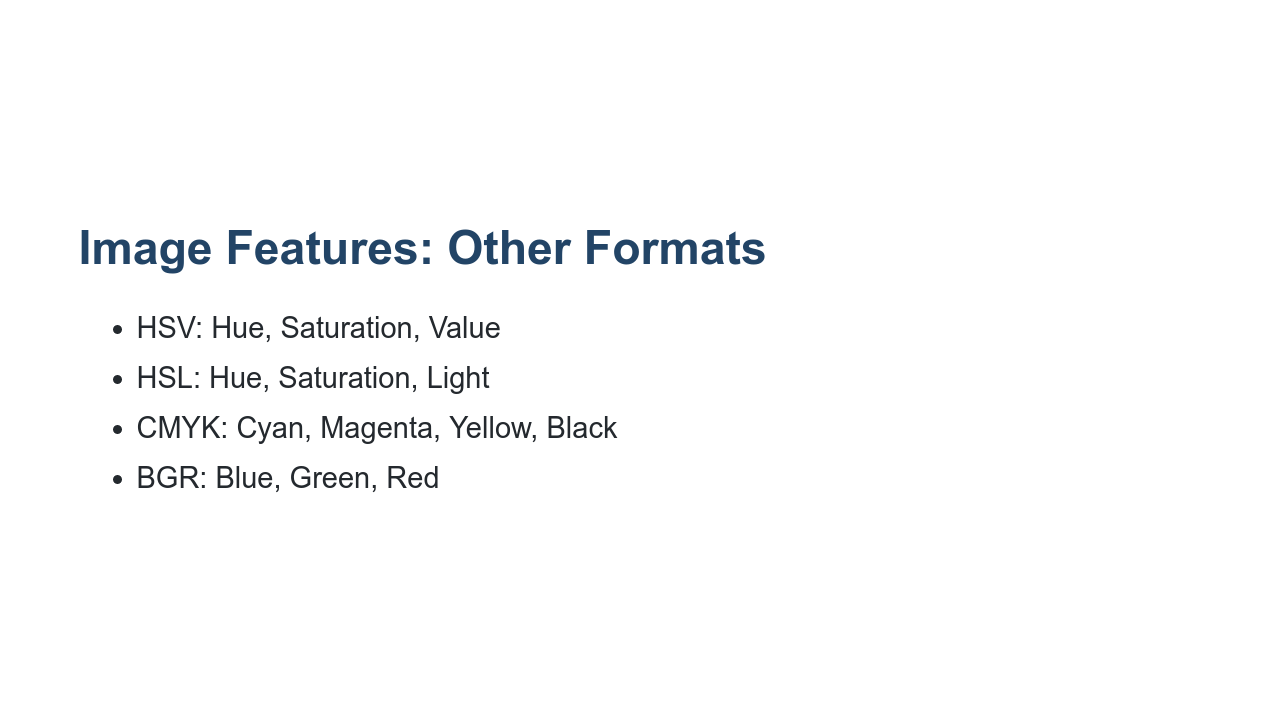 Image Features: Other Formats
• HSV: Hue, Saturation, Value
• HSL: Hue, Saturation, Light
• CMYK: Cyan, Magenta, Yellow, Black
• BGR: Blue, Green, Red